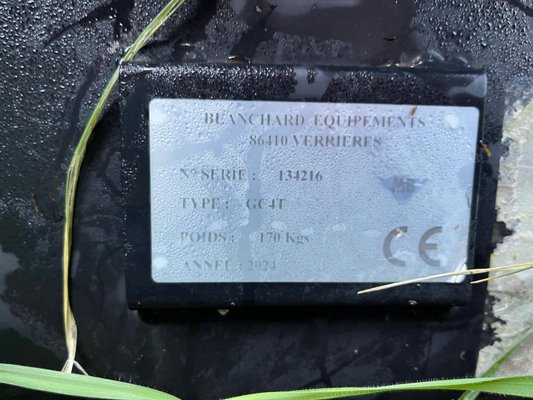 BLANCHARD EQUIPEMENTS
86410 VERRIERES
N° SERIE : 134216
TYPE : GC4T
POIDS : 170 Kgs
CE
ANNEE : 2024